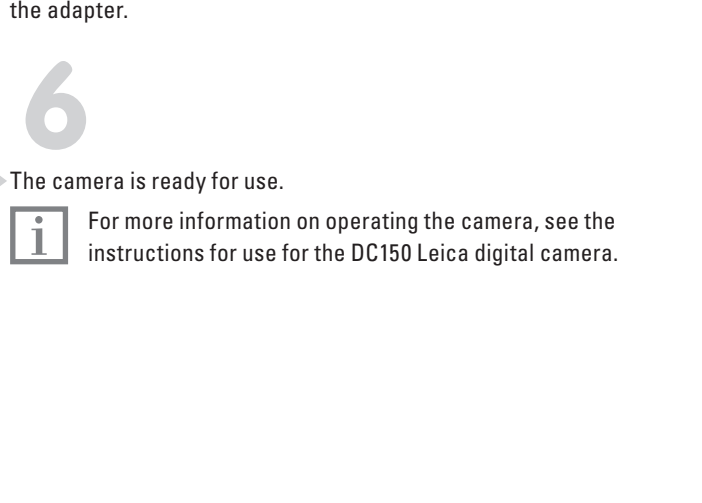 the adapter.
6
The camera is ready for use.
i
For more information on operating the camera, see the
instructions for use for the DC150 Leica digital camera.